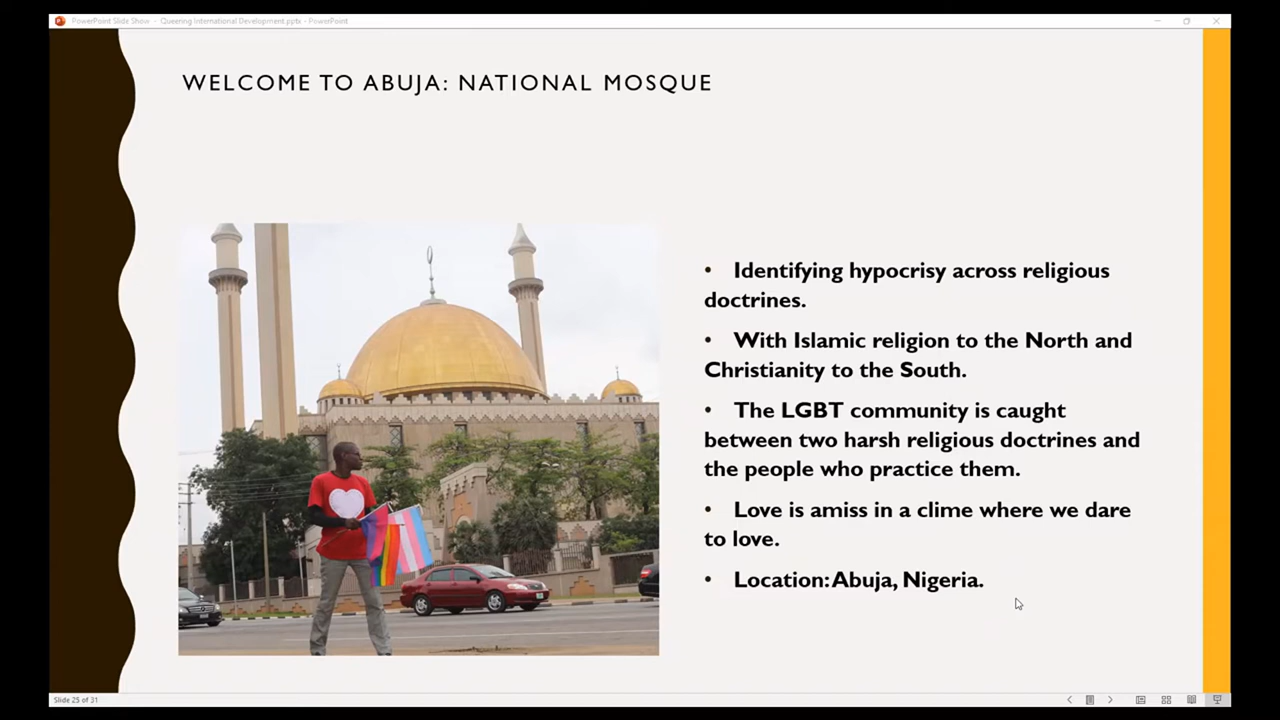 PowerPoint Slide Show - Queering International Development.pptx - PowerPoint
WELCOME TO ABUJA: NATIONAL MOSQUE
• Identifying hypocrisy across religious
doctrines.
• With Islamic religion to the North and
Christianity to the South.
• The LGBT community is caught
between two harsh religious doctrines and
the people who practice them.
• Love is amiss in a clime where we dare
to love.
• Location: Abuja, Nigeria.
Slide 25 of 31